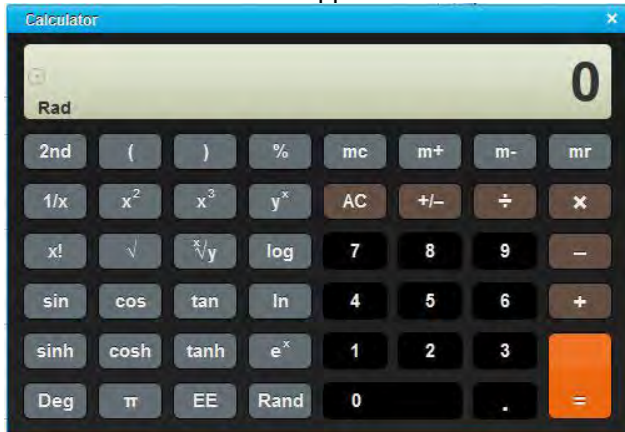 Calculator ×
0
Rad
2nd ( ) % mc m+ m- mr
1/x x² x³ yˣ AC +/– ÷ ×
x! √ ˣ√y log 7 8 9 –
sin cos tan ln 4 5 6 +
sinh cosh tanh eˣ 1 2 3
Deg π EE Rand 0 . =